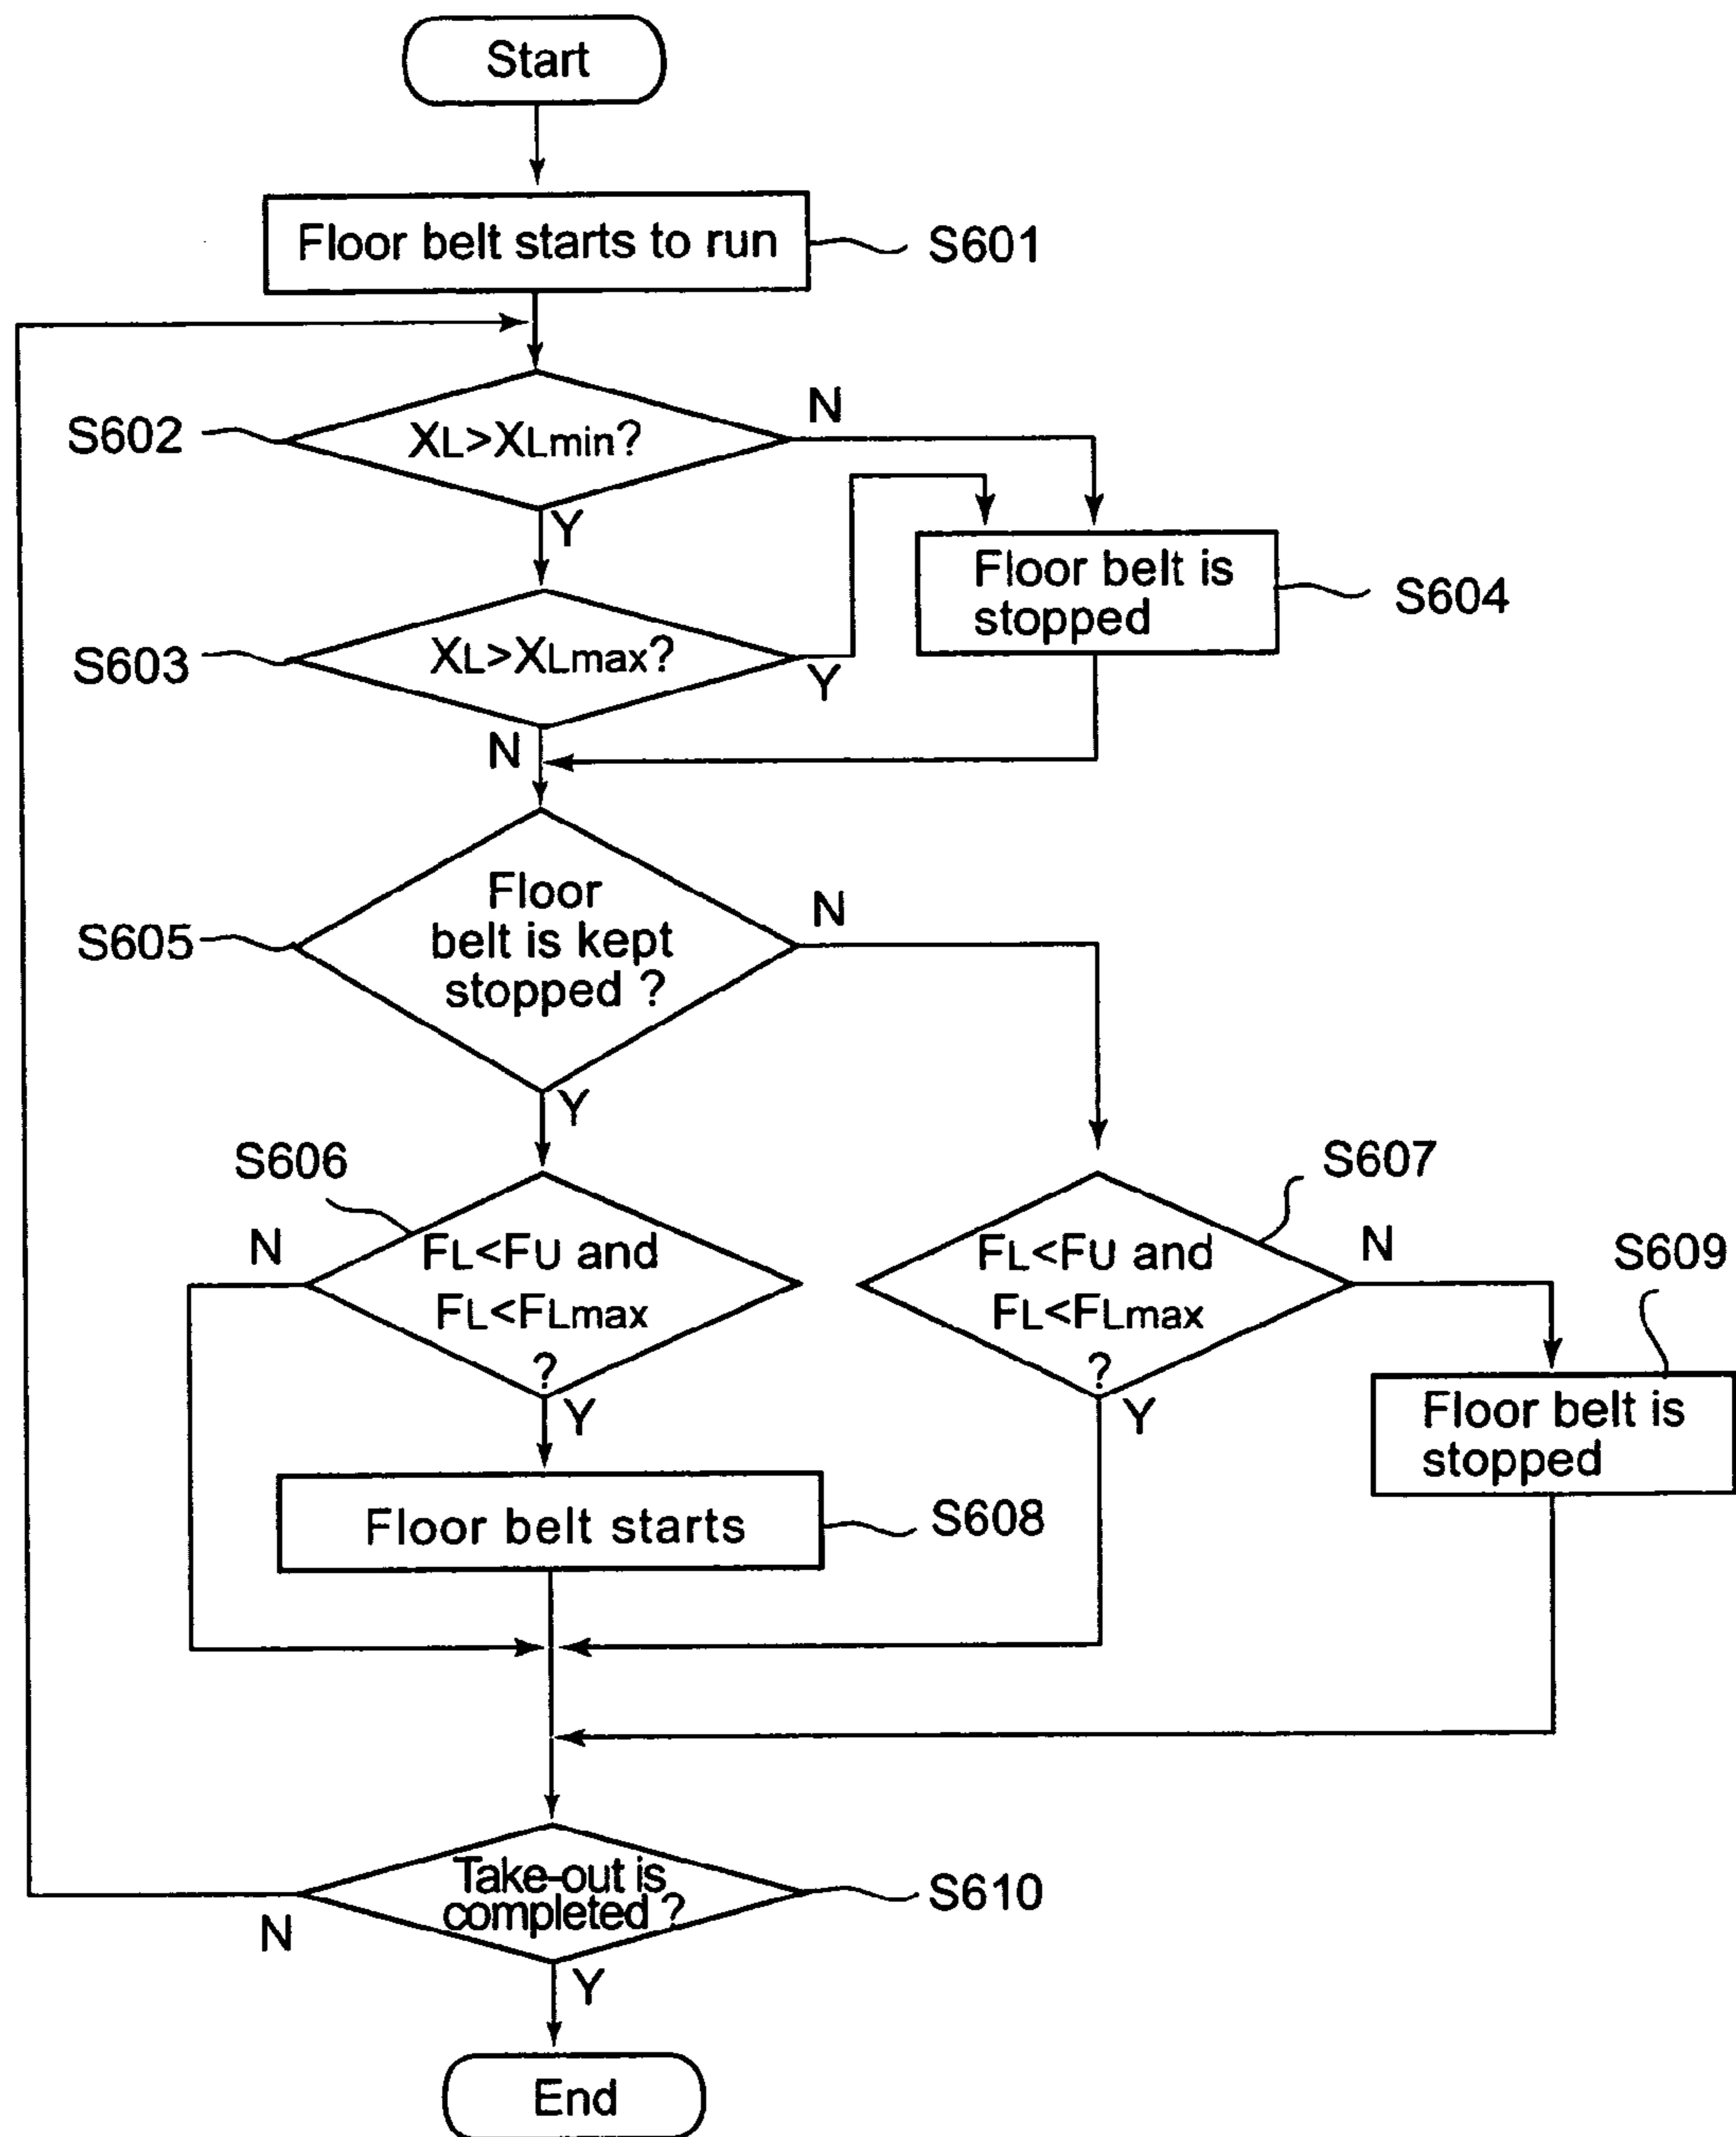 Start
Floor belt starts to run
S601
S602
XL>XLmin?
N
Y
Floor belt is
stopped
S604
S603
XL>XLmax?
Y
N
Floor
belt is kept
stopped ?
S605
N
Y
S606
FL<FU and
FL<FLmax
?
N
Y
S607
FL<FU and
FL<FLmax
?
N
Y
S609
Floor belt is
stopped
Floor belt starts
S608
Take-out is
completed ?
S610
N
Y
End